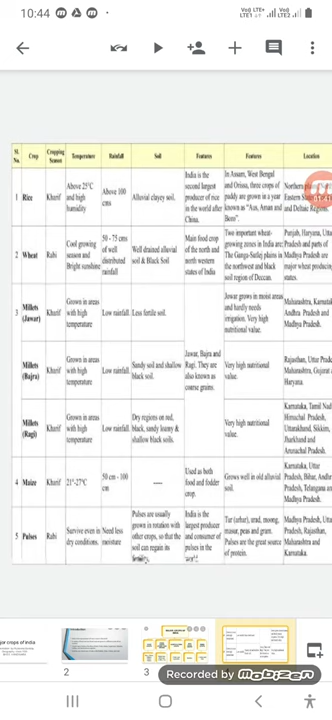 10:44
Vo)) LTE+
LTE1
Vo))
LTE2
Sl. No.
Crop
Cropping Season
Temperature
Rainfall
Soil
Features
Features
Location
1
Rice
Kharif
Above 25°C and high humidity
Above 100 cms
Alluvial clayey soil.
India is the second largest producer of rice in the world after China.
In Assam, West Bengal and Orissa, three crops of paddy are grown in a year known as "Aus, Aman and Boro".
Eastern
and Deltaic Regions.
2
Wheat
Rabi
Cool growing season and Bright sunshine
50 - 75 cms of well distributed rainfall
Well drained alluvial soil & Black Soil
Main food crop of the north and north western states of India
Two important wheat-growing zones in India are: The Ganga-Satluj plains in the northwest and black soil region of Deccan.
Punjab, Haryana, Utta Pradesh and parts of Madhya Pradesh are major wheat producing states.
3
Millets (Jawar)
Kharif
Grown in areas with high temperature
Low rainfall.
Less fertile soil.
Jawar, Bajra and Ragi. They are also known as coarse grains.
Jowar grows in moist areas and hardly needs irrigation. Very high nutritional value.
Maharashtra, Karnatak Andhra Pradesh and Madhya Pradesh.
Millets (Bajra)
Kharif
Grown in areas with high temperature
Low rainfall.
Sandy soil and shallow black soil.
Very high nutritional value.
Rajasthan, Uttar Prade Maharashtra, Gujarat a Haryana.
Millets (Ragi)
Kharif
Grown in areas with high temperature
Low rainfall.
Dry regions on red, black, sandy loamy & shallow black soils.
Very high nutritional value.
Karnataka, Tamil Nad Himachal Pradesh, Uttarakhand, Sikkim, Jharkhand and Arunachal Pradesh.
4
Maize
Kharif
21°-27°C
50 cm - 100 cm
----
Used as both food and fodder crop.
Grows well in old alluvial soil.
Karnataka, Uttar Pradesh, Bihar, Andhr Pradesh, Telangana an Madhya Pradesh.
5
Pulses
Rabi
Survive even in dry conditions.
Need less moisture
Pulses are usually grown in rotation with other crops, so that the soil can regain its fertility.
India is the largest producer and consumer of pulses in the world.
Tur (arhar), urad, moong, masur, peas and gram. Pulses are the great source of protein.
Madhya Pradesh, Utta Pradesh, Rajasthan, Maharashtra and Karnataka.
ajor crops of india
2
3
Recorded by mobizen